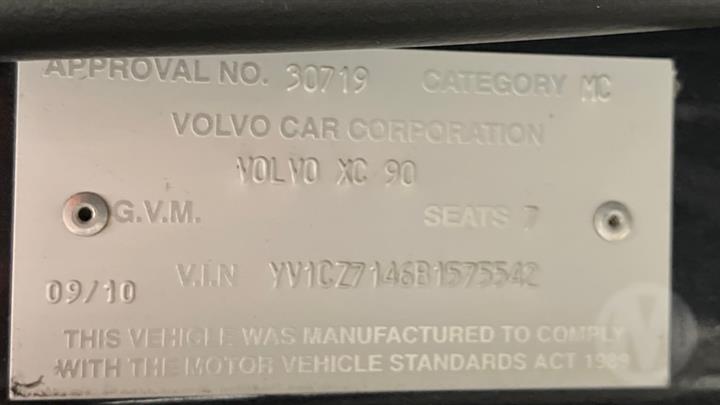 APPROVAL NO. 30719 CATEGORY MC
VOLVO CAR CORPORATION
VOLVO XC 90
G.V.M. SEATS 7
09/10 V.I.N YV1CZ7146B1575542
THIS VEHICLE WAS MANUFACTURED TO COMPLY
WITH THE MOTOR VEHICLE STANDARDS ACT 1989